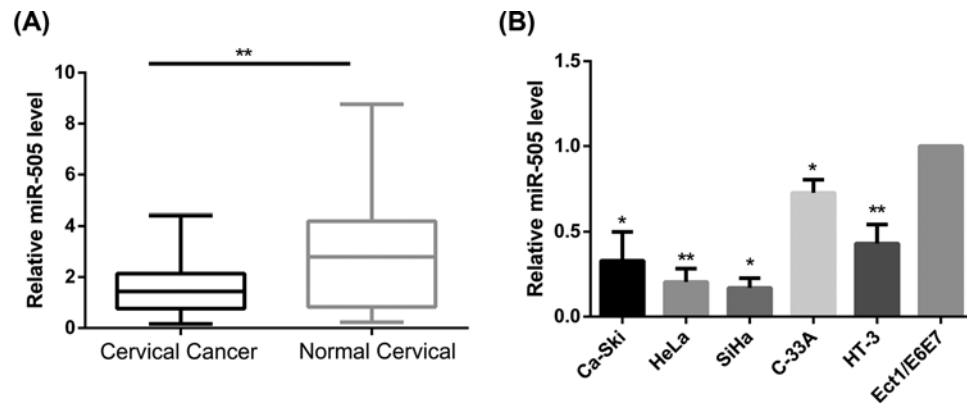 (A)
**
Relative miR-505 level
10
8
6
4
2
0
Cervical Cancer
Normal Cervical
(B)
Relative miR-505 level
1.5
1.0
0.5
0.0
*
**
*
*
**
Ca-Ski
HeLa
SiHa
C-33A
HT-3
Ect1/E6E7